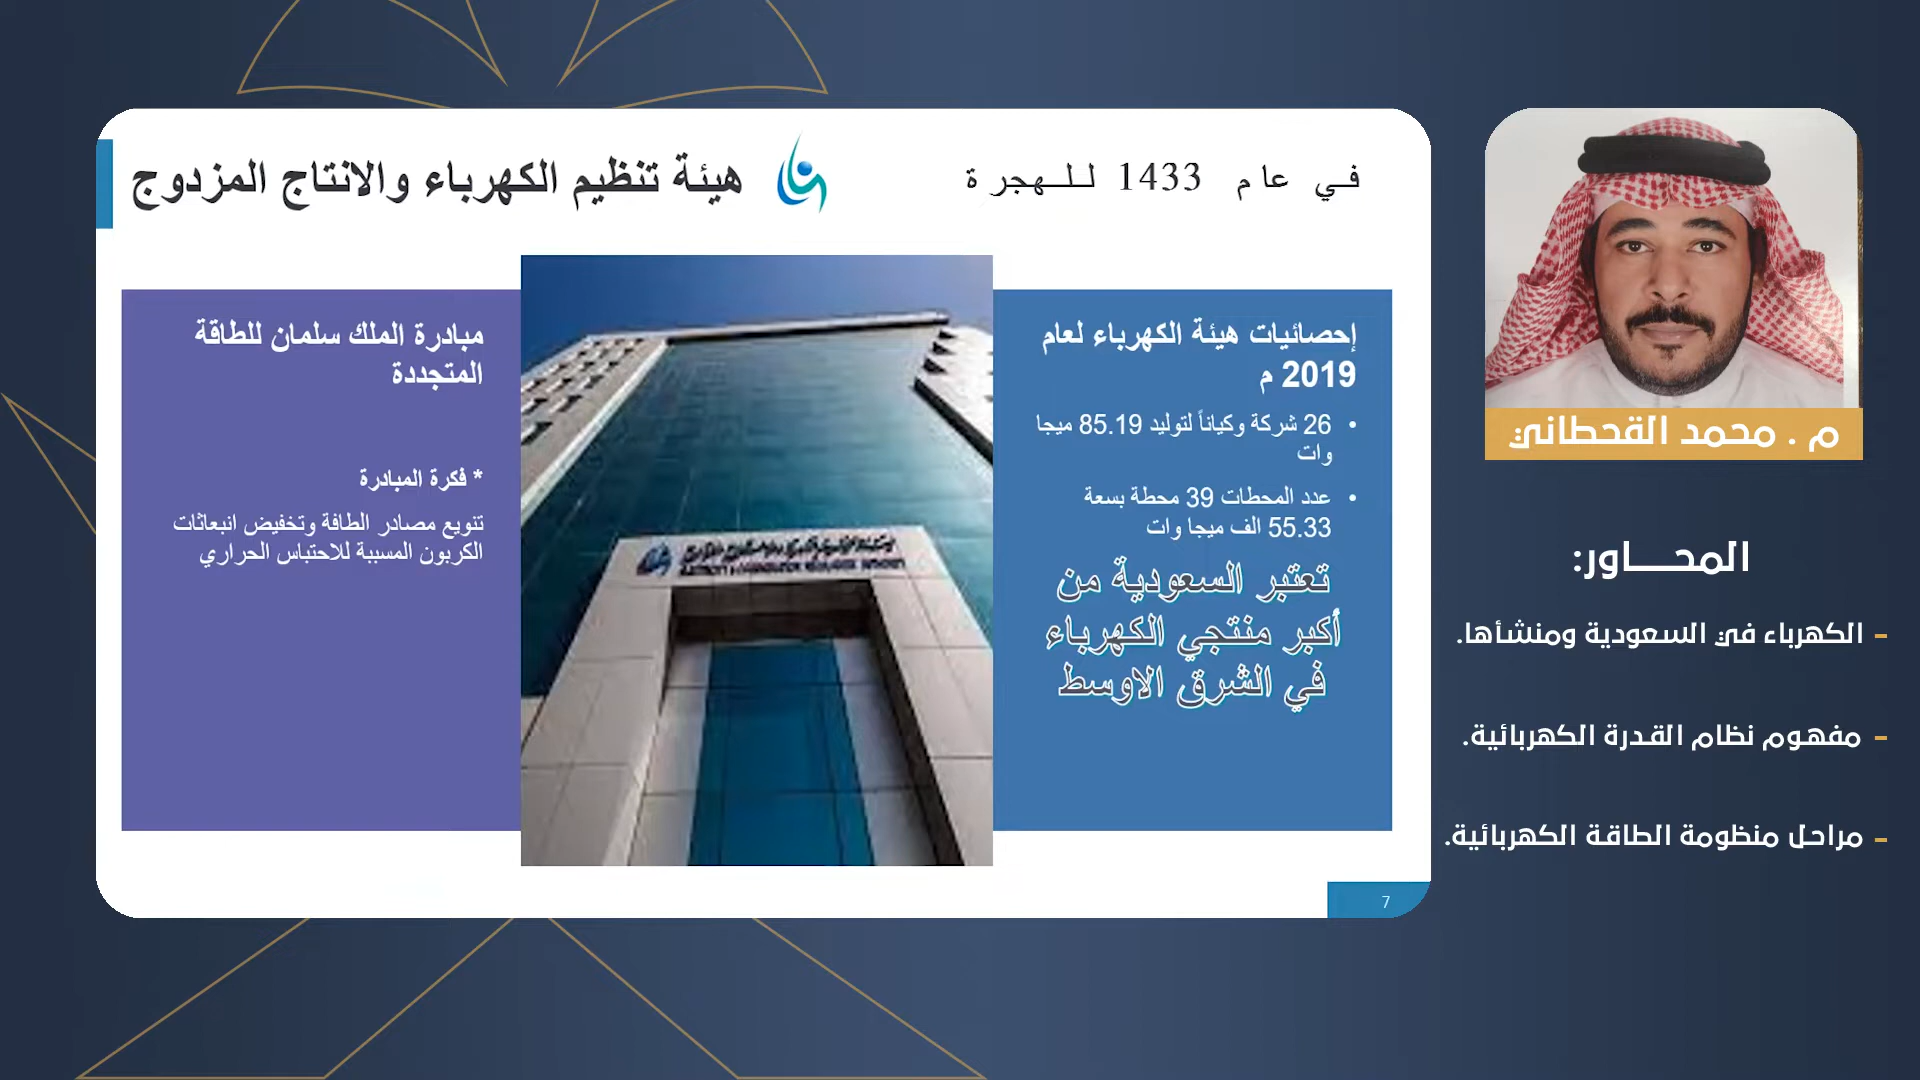 في عام 1433 للهجرة
هيئة تنظيم الكهرباء والانتاج المزدوج
إحصائيات هيئة الكهرباء لعام
2019 م
• 26 شركة وكياناً لتوليد 85.19 ميجا
وات
• عدد المحطات 39 محطة بسعة
55.33 الف ميجا وات
تعتبر السعودية من
أكبر منتجي الكهرباء
في الشرق الاوسط
مبادرة الملك سلمان للطاقة
المتجددة
* فكرة المبادرة
تنويع مصادر الطاقة وتخفيض انبعاثات
الكربون المسببة للاحتباس الحراري
7
م . محمد القحطاني
المحـــاور:
- الكهرباء في السعودية ومنشأها.
- مفهوم نظام القدرة الكهربائية.
- مراحل منظومة الطاقة الكهربائية.